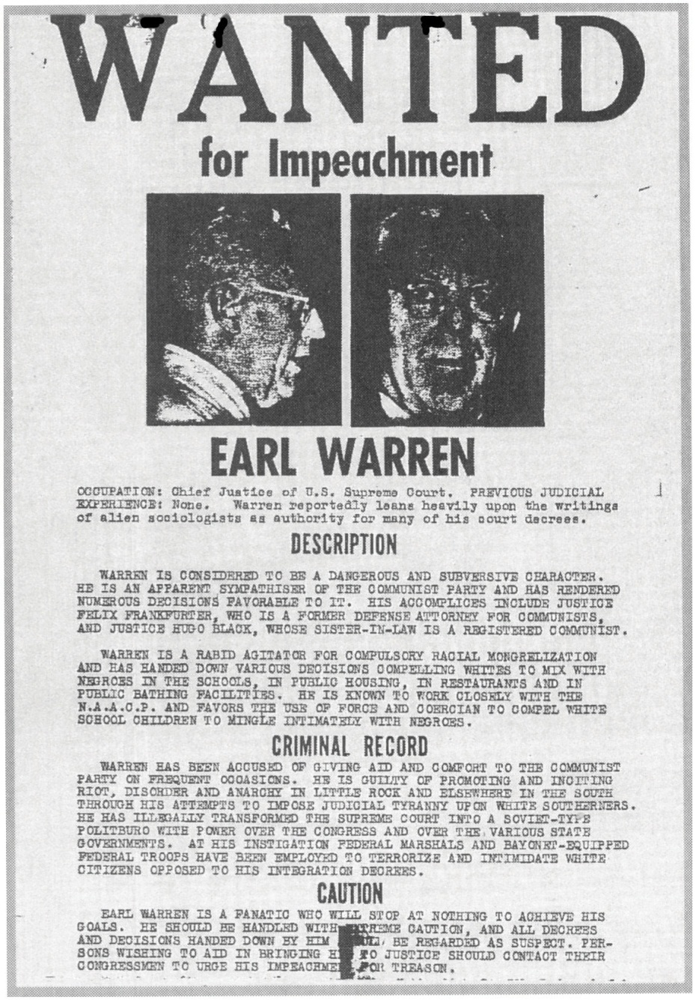 WANTED
for Impeachment
EARL WARREN
OCCUPATION: Chief Justice of U.S. Supreme Court. PREVIOUS JUDICIAL
EXPERIENCE: None. Warren reportedly leans heavily upon the writings
of alien sociologists as authority for many of his court decrees.
DESCRIPTION
WARREN IS CONSIDERED TO BE A DANGEROUS AND SUBVERSIVE CHARACTER.
HE IS AN APPARENT SYMPATHISER OF THE COMMUNIST PARTY AND HAS RENDERED
NUMEROUS DECISIONS FAVORABLE TO IT. HIS ACCOMPLICES INCLUDE JUSTICE
FELIX FRANKFURTER, WHO IS A FORMER DEFENSE ATTORNEY FOR COMMUNISTS,
AND JUSTICE HUGO BLACK, WHOSE SISTER-IN-LAW IS A REGISTERED COMMUNIST.
WARREN IS A RABID AGITATOR FOR COMPULSORY RACIAL MONGRELIZATION
AND HAS HANDED DOWN VARIOUS DECISIONS COMPELLING WHITES TO MIX WITH
NEGROES IN THE SCHOOLS, IN PUBLIC HOUSING, IN RESTAURANTS AND IN
PUBLIC BATHING FACILITIES. HE IS KNOWN TO WORK CLOSELY WITH THE
N.A.A.C.P. AND FAVORS THE USE OF FORCE AND COERCIAN TO COMPEL WHITE
SCHOOL CHILDREN TO MINGLE INTIMATELY WITH NEGROES.
CRIMINAL RECORD
WARREN HAS BEEN ACCUSED OF GIVING AID AND COMFORT TO THE COMMUNIST
PARTY ON FREQUENT OCCASIONS. HE IS GUILTY OF PROMOTING AND INCITING
RIOT, DISORDER AND ANARCHY IN LITTLE ROCK AND ELSEWHERE IN THE SOUTH
THROUGH HIS ATTEMPTS TO IMPOSE JUDICIAL TYRANNY UPON WHITE SOUTHERNERS.
HE HAS ILLEGALLY TRANSFORMED THE SUPREME COURT INTO A SOVIET-TYPE
POLITBURO WITH POWER OVER THE CONGRESS AND OVER THE VARIOUS STATE
GOVERNMENTS. AT HIS INSTIGATION FEDERAL MARSHALS AND BAYONET-EQUIPPED
FEDERAL TROOPS HAVE BEEN EMPLOYED TO TERRORIZE AND INTIMIDATE WHITE
CITIZENS OPPOSED TO HIS INTEGRATION DECREES.
CAUTION
EARL WARREN IS A FANATIC WHO WILL STOP AT NOTHING TO ACHIEVE HIS
GOALS. HE SHOULD BE HANDLED WITH EXTREME CAUTION, AND ALL DECREES
AND DECISIONS HANDED DOWN BY HIM BE REGARDED AS SUSPECT. PER-
SONS WISHING TO AID IN BRINGING HIM TO JUSTICE SHOULD CONTACT THEIR
CONGRESSMEN TO URGE HIS IMPEACHMENT FOR TREASON.